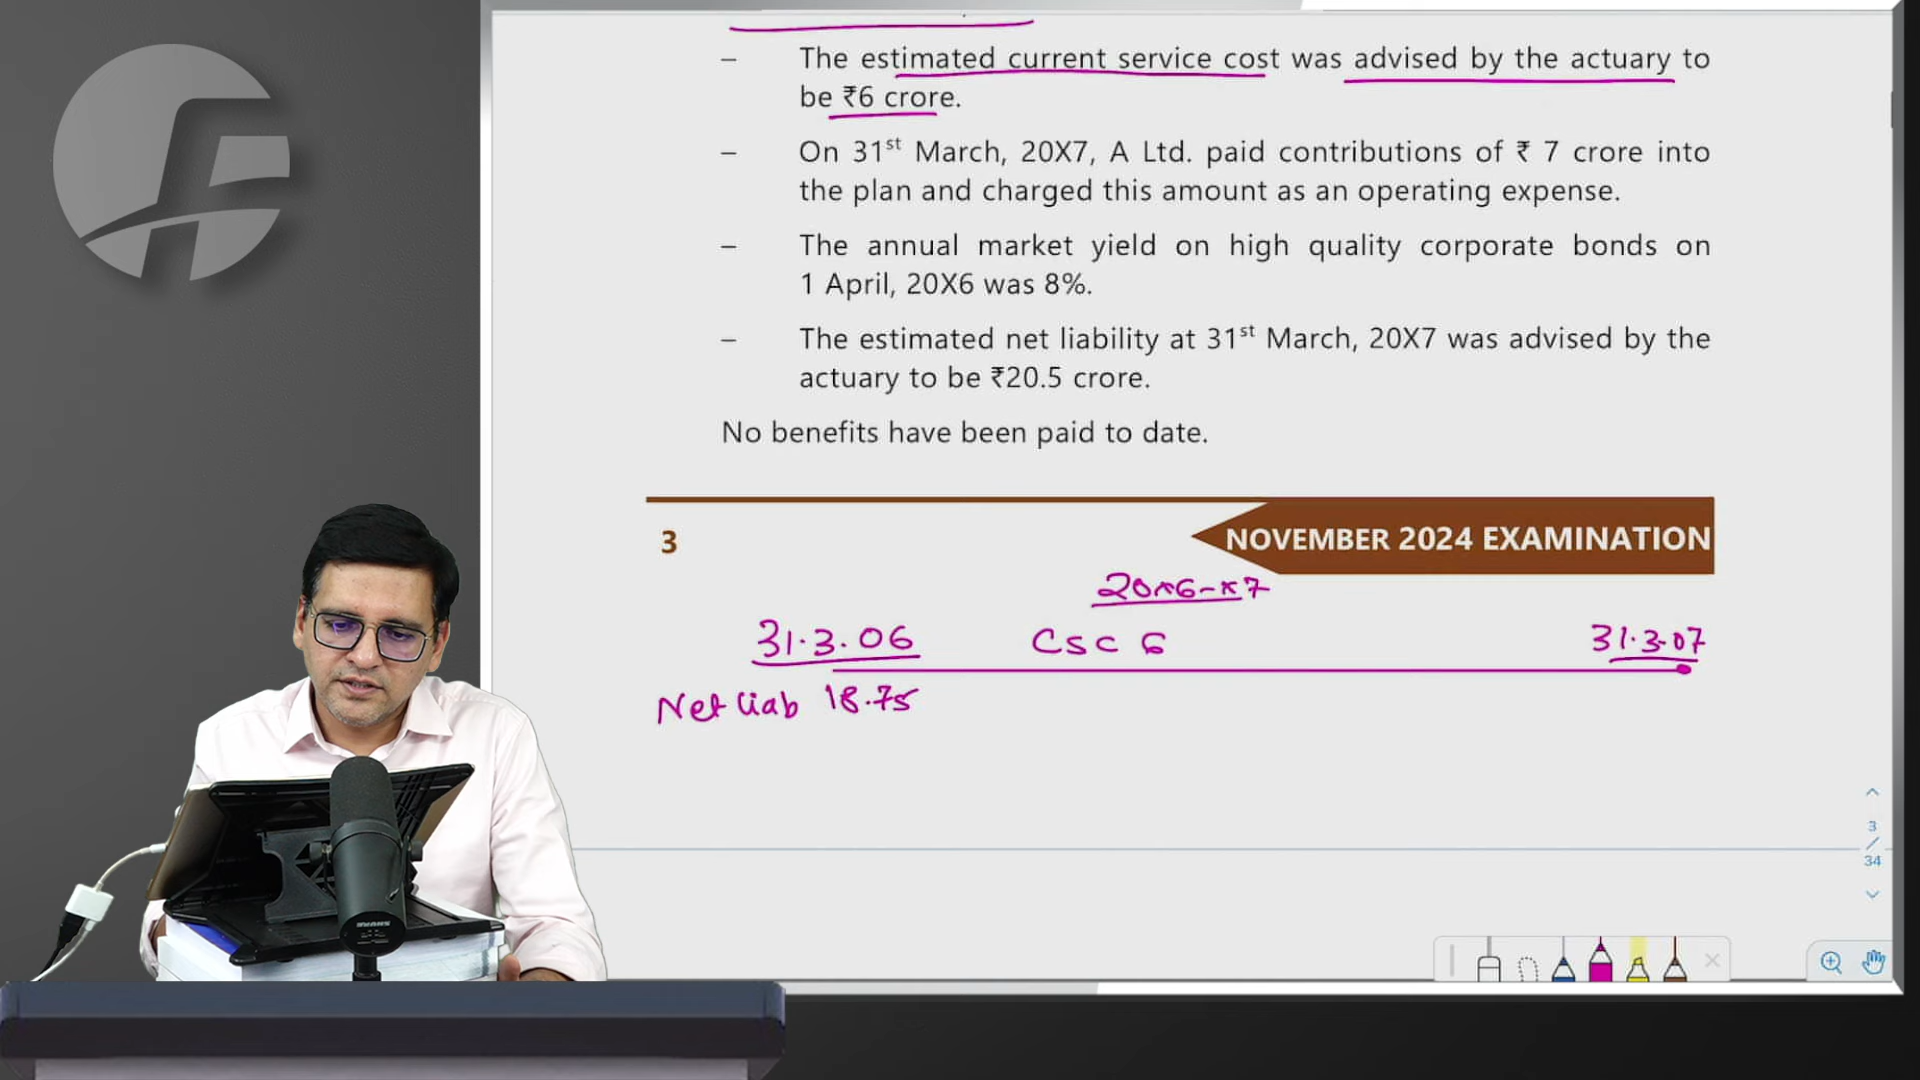 – The estimated current service cost was advised by the actuary to
be ₹6 crore.
– On 31st March, 20X7, A Ltd. paid contributions of ₹ 7 crore into
the plan and charged this amount as an operating expense.
– The annual market yield on high quality corporate bonds on
1 April, 20X6 was 8%.
– The estimated net liability at 31st March, 20X7 was advised by the
actuary to be ₹20.5 crore.
No benefits have been paid to date.
3 NOVEMBER 2024 EXAMINATION
20x6-x7
31.3.06 CSC 6 31.3.07
Net liab 18.75
3
/
34